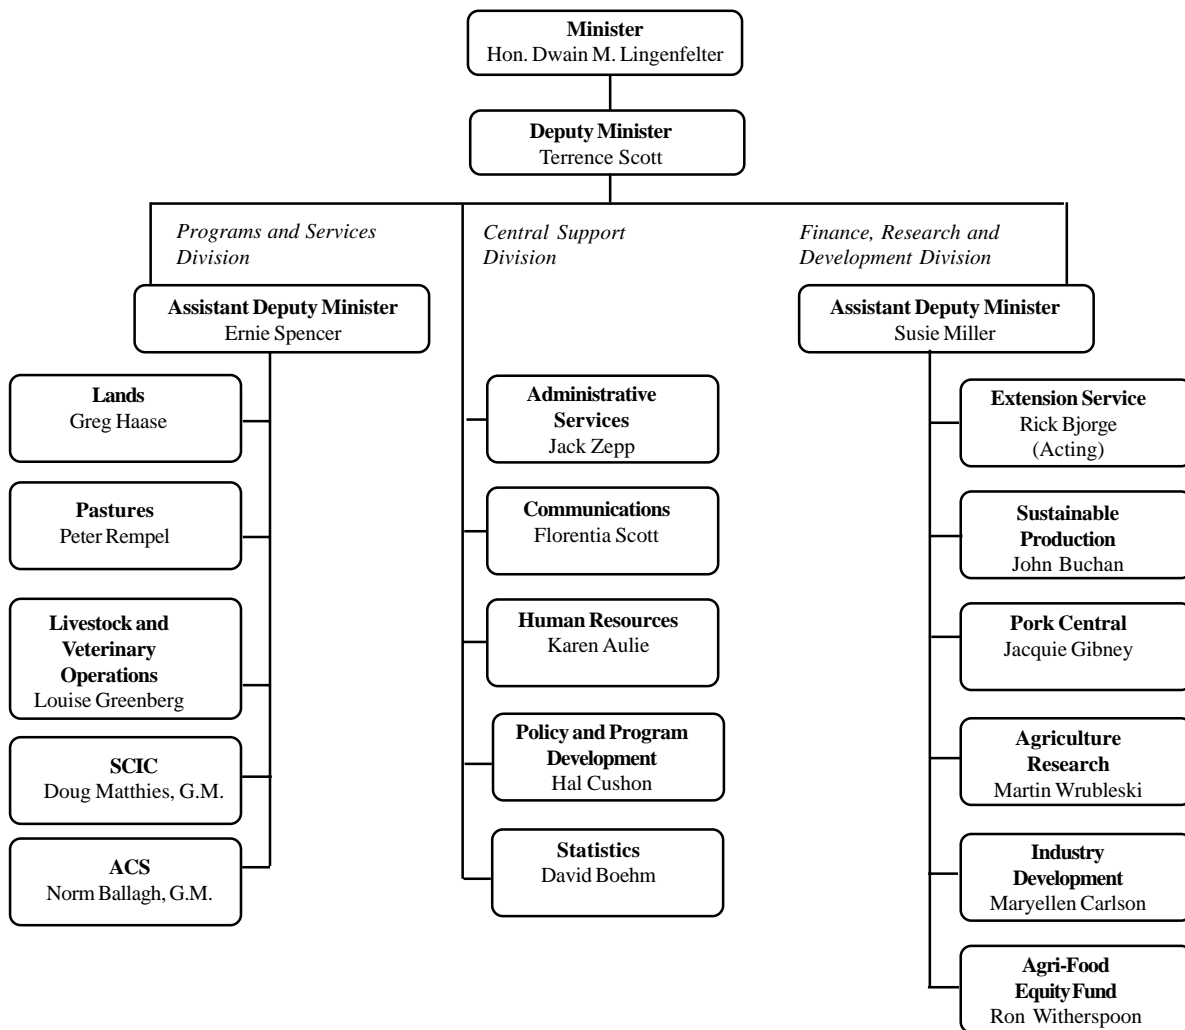 Minister
Hon. Dwain M. Lingenfelter
Deputy Minister
Terrence Scott
Programs and Services
Division
Assistant Deputy Minister
Ernie Spencer
Lands
Greg Haase
Pastures
Peter Rempel
Livestock and
Veterinary
Operations
Louise Greenberg
SCIC
Doug Matthies, G.M.
ACS
Norm Ballagh, G.M.
Central Support
Division
Administrative
Services
Jack Zepp
Communications
Florentia Scott
Human Resources
Karen Aulie
Policy and Program
Development
Hal Cushon
Statistics
David Boehm
Finance, Research and
Development Division
Assistant Deputy Minister
Susie Miller
Extension Service
Rick Bjorge
(Acting)
Sustainable
Production
John Buchan
Pork Central
Jacquie Gibney
Agriculture
Research
Martin Wrubleski
Industry
Development
Maryellen Carlson
Agri-Food
Equity Fund
Ron Witherspoon